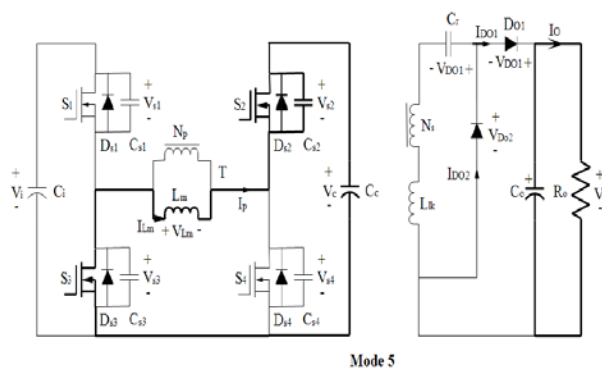 S1
+
Vs1
-
Ds1
Cs1
S2
+
Vs2
-
Ds2
Cs2
Np
T
Lm
ILm
+ VLm -
Ip
+
Vi
-
Ci
+
Vc
-
Cc
S3
+
Vs3
-
Ds3
Cs3
S4
+
Vs4
-
Ds4
Cs4
Cr
IDO1
DO1
IO
- VDO1+
- VDO1+
Ns
+
VDo2
-
IDO2
Llk
+
Co
Ro
+
V
-
Mode 5